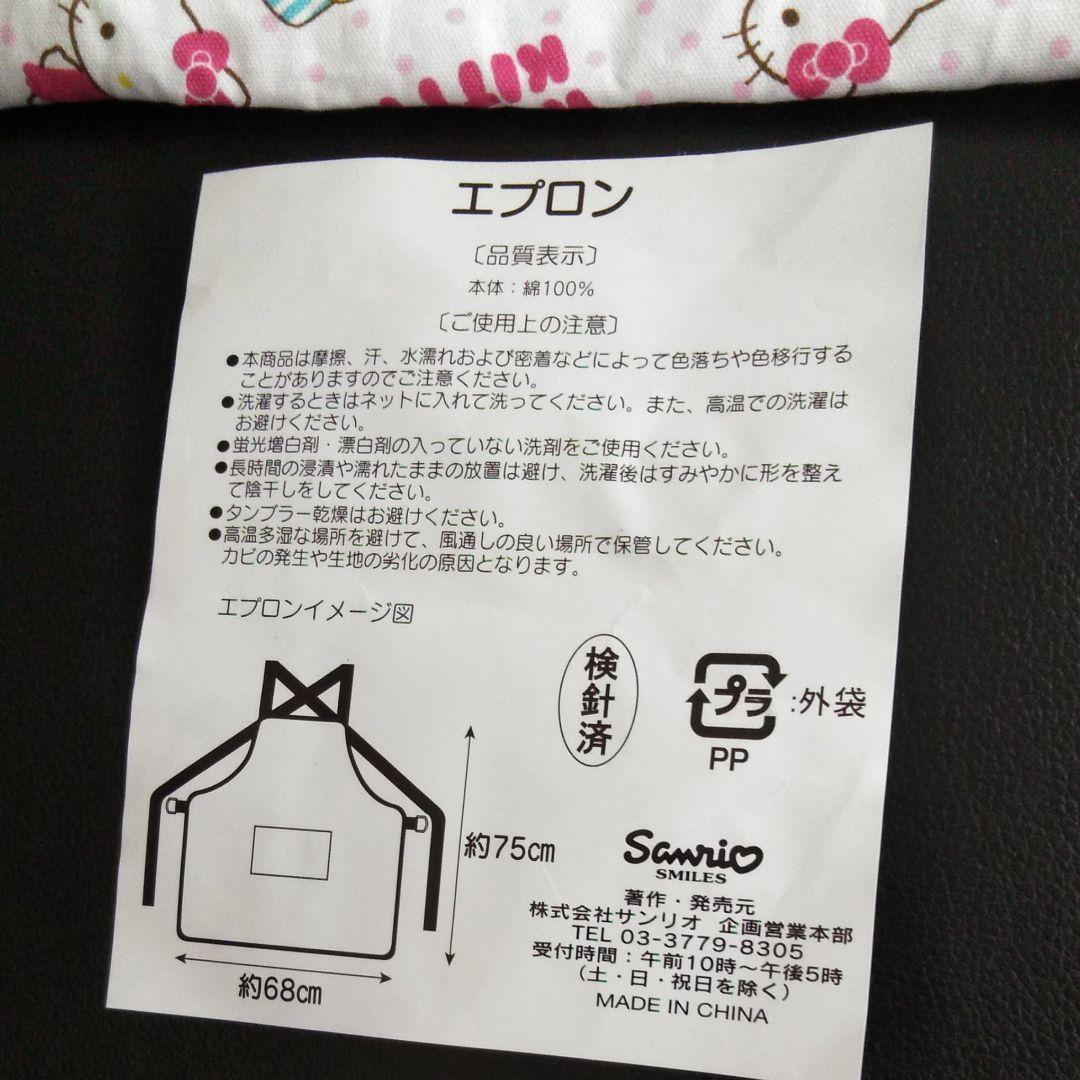 Kitty
エプロン
〔品質表示〕
本体：綿100%
〔ご使用上の注意〕
●本商品は摩擦、汗、水濡れおよび密着などによって色落ちや色移行する
ことがありますのでご注意ください。
●洗濯するときはネットに入れて洗ってください。また、高温での洗濯は
お避けください。
●蛍光増白剤・漂白剤の入っていない洗剤をご使用ください。
●長時間の浸漬や濡れたままの放置は避け、洗濯後はすみやかに形を整え
て陰干しをしてください。
●タンブラー乾燥はお避けください。
●高温多湿な場所を避けて、風通しの良い場所で保管してください。
カビの発生や生地の劣化の原因となります。
エプロンイメージ図
検針済
プラ：外袋
PP
約75cm
約68cm
Sanrio
SMILES
著作・発売元
株式会社サンリオ 企画営業本部
TEL 03-3779-8305
受付時間：午前10時〜午後5時
（土・日・祝日を除く）
MADE IN CHINA